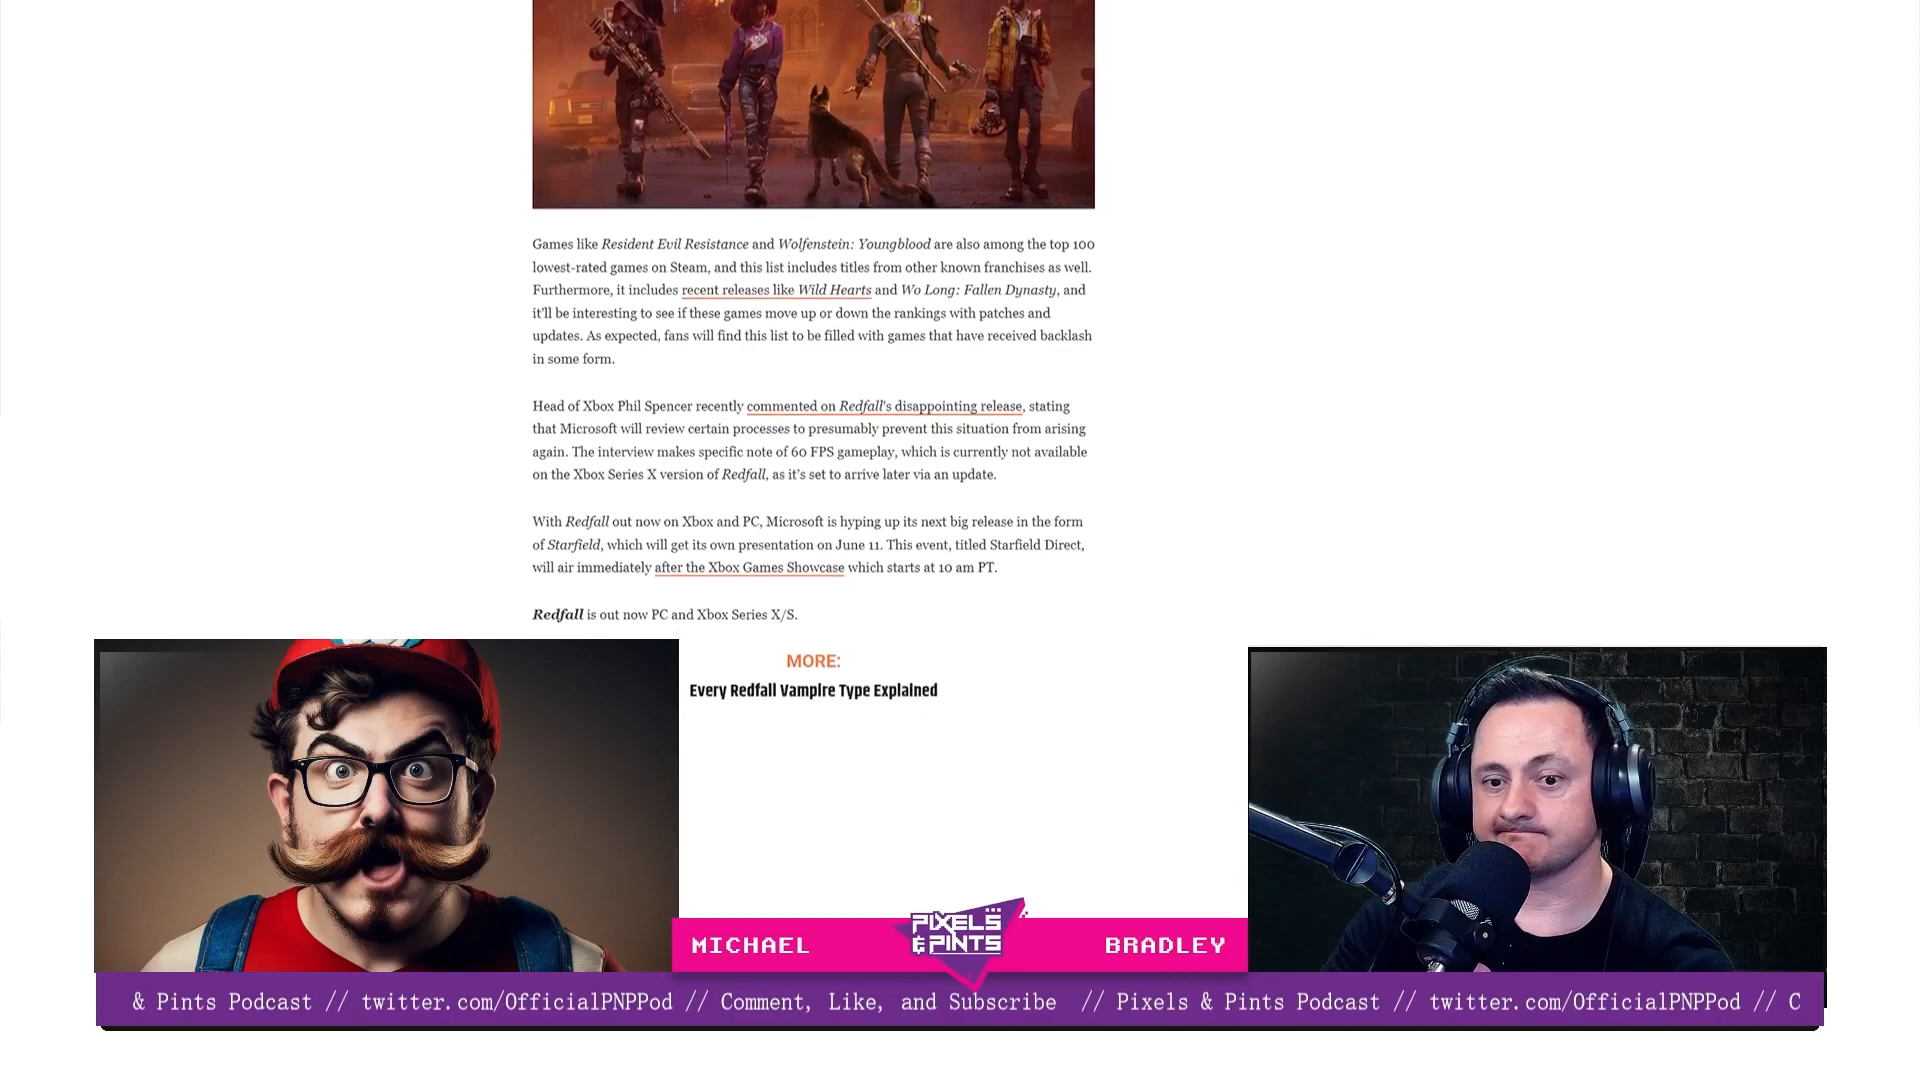 Games like Resident Evil Resistance and Wolfenstein: Youngblood are also among the top 100
lowest-rated games on Steam, and this list includes titles from other known franchises as well.
Furthermore, it includes recent releases like Wild Hearts and Wo Long: Fallen Dynasty, and
it'll be interesting to see if these games move up or down the rankings with patches and
updates. As expected, fans will find this list to be filled with games that have received backlash
in some form.
Head of Xbox Phil Spencer recently commented on Redfall's disappointing release, stating
that Microsoft will review certain processes to presumably prevent this situation from arising
again. The interview makes specific note of 60 FPS gameplay, which is currently not available
on the Xbox Series X version of Redfall, as it's set to arrive later via an update.
With Redfall out now on Xbox and PC, Microsoft is hyping up its next big release in the form
of Starfield, which will get its own presentation on June 11. This event, titled Starfield Direct,
will air immediately after the Xbox Games Showcase which starts at 10 am PT.
Redfall is out now PC and Xbox Series X/S.
MORE:
Every Redfall Vampire Type Explained
PIXELS
& PINTS
MICHAEL
BRADLEY
& Pints Podcast // twitter.com/OfficialPNPPod // Comment, Like, and Subscribe // Pixels & Pints Podcast // twitter.com/OfficialPNPPod // C